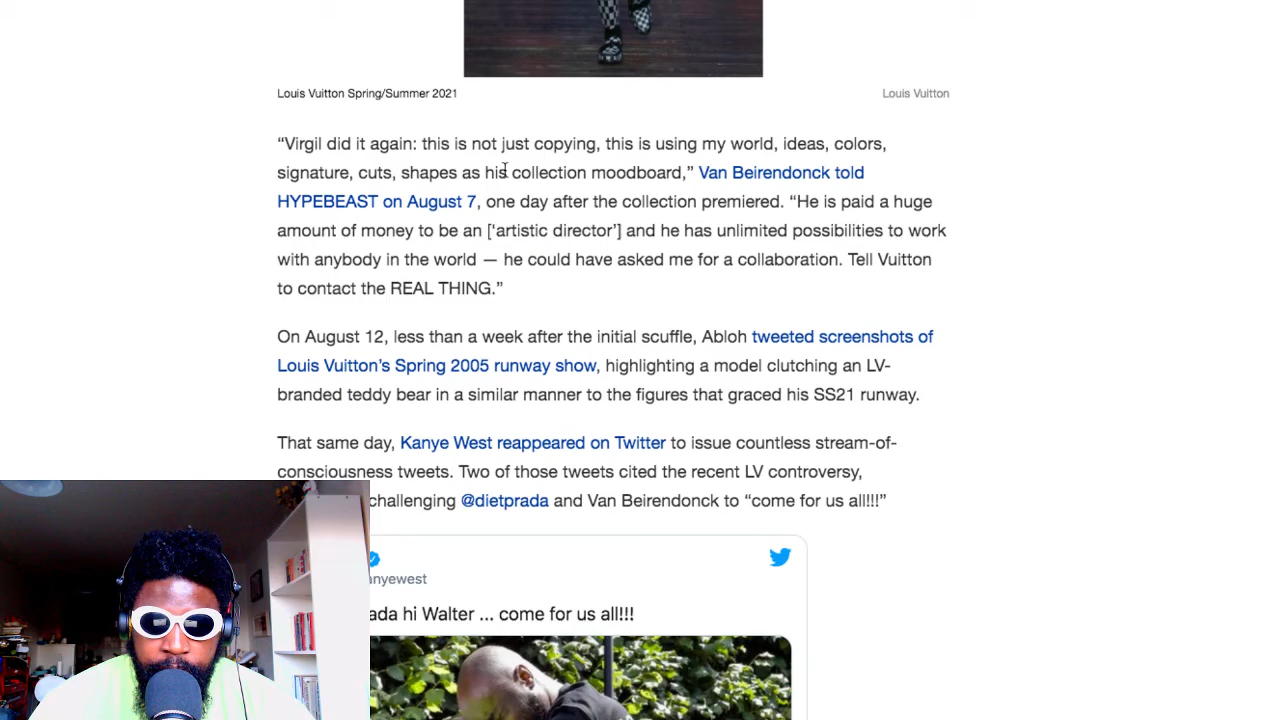 Louis Vuitton Spring/Summer 2021
Louis Vuitton
“Virgil did it again: this is not just copying, this is using my world, ideas, colors,
signature, cuts, shapes as his collection moodboard,” Van Beirendonck told
HYPEBEAST on August 7, one day after the collection premiered. “He is paid a huge
amount of money to be an [‘artistic director’] and he has unlimited possibilities to work
with anybody in the world — he could have asked me for a collaboration. Tell Vuitton
to contact the REAL THING.”
On August 12, less than a week after the initial scuffle, Abloh tweeted screenshots of
Louis Vuitton’s Spring 2005 runway show, highlighting a model clutching an LV-
branded teddy bear in a similar manner to the figures that graced his SS21 runway.
That same day, Kanye West reappeared on Twitter to issue countless stream-of-
consciousness tweets. Two of those tweets cited the recent LV controversy,
challenging @dietprada and Van Beirendonck to “come for us all!!!”
anyewest
ada hi Walter ... come for us all!!!